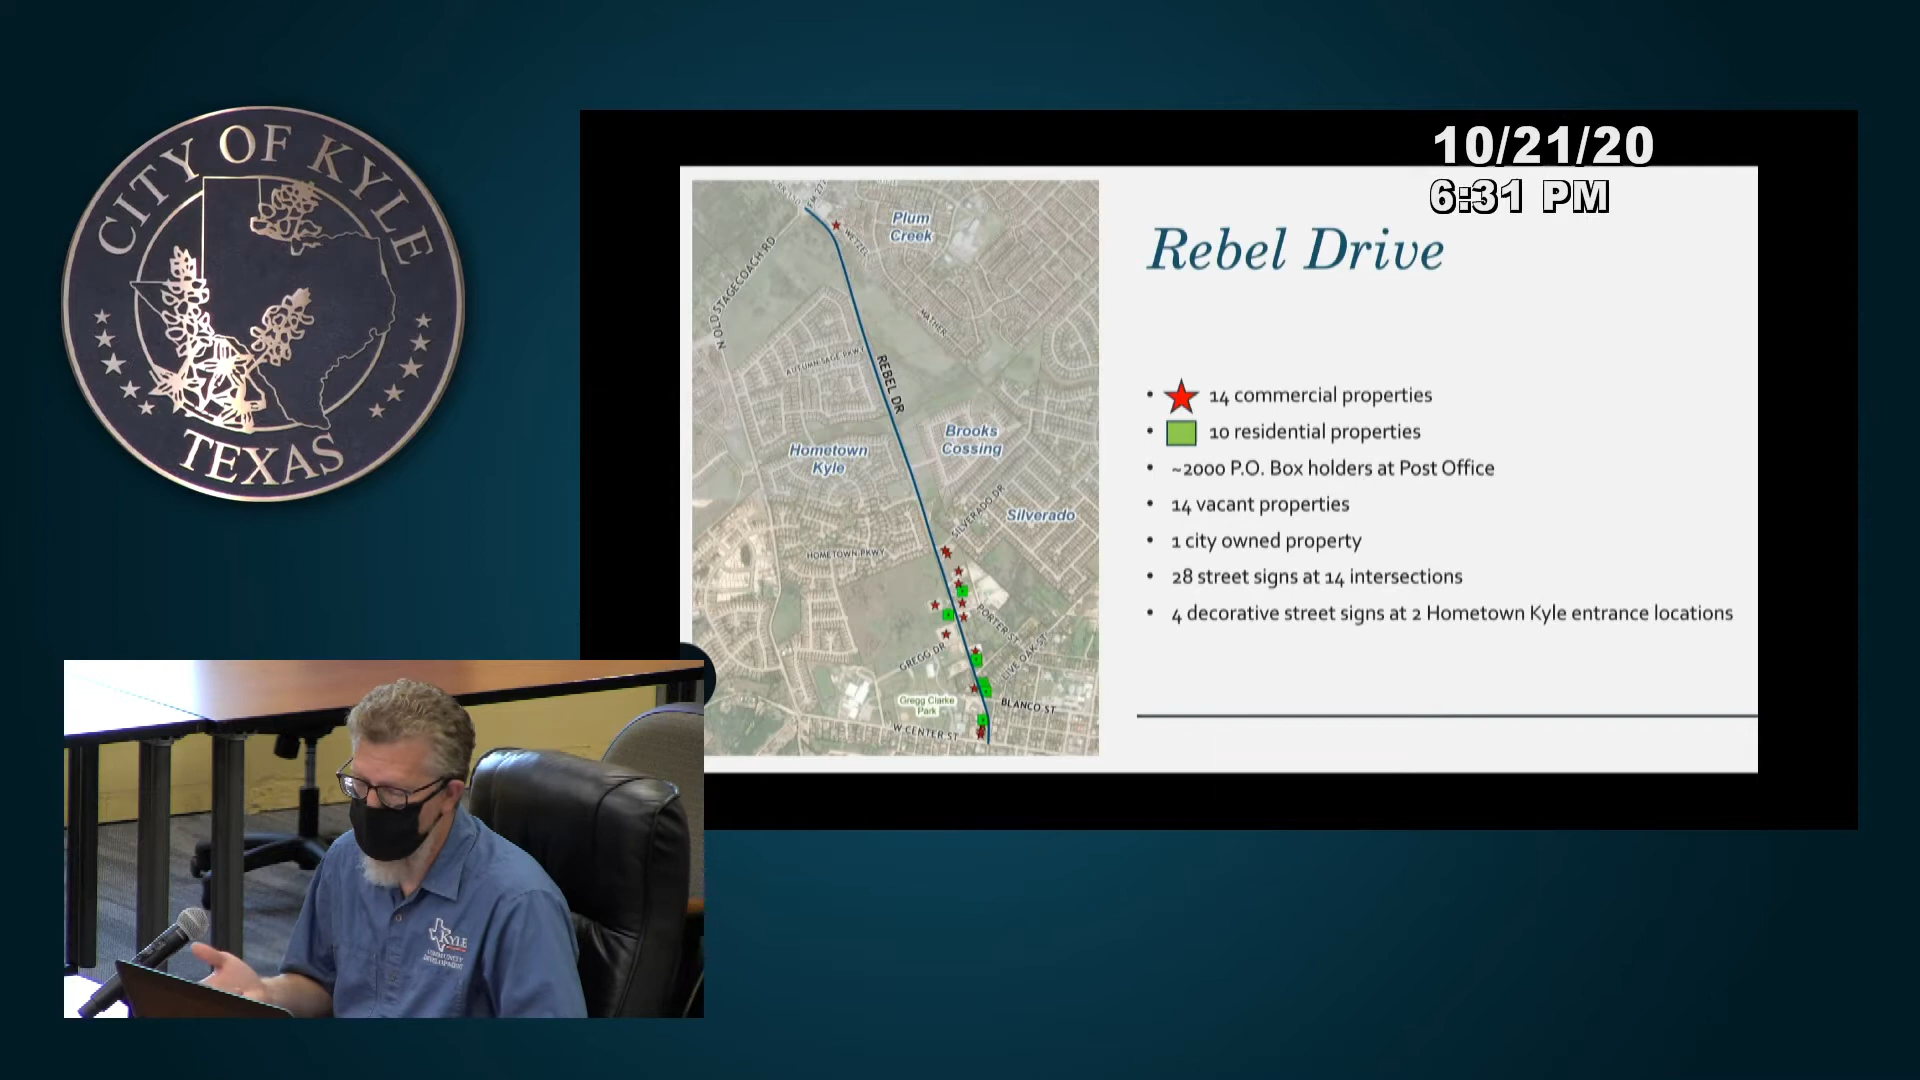 CITY OF KYLE
TEXAS
10/21/20
6:31 PM
Rebel Drive
14 commercial properties
10 residential properties
~2000 P.O. Box holders at Post Office
14 vacant properties
1 city owned property
28 street signs at 14 intersections
4 decorative street signs at 2 Hometown Kyle entrance locations
Plum
Creek
WETZEL
N OLD STAGECOACH RD
MATHER
AUTUMN SAGE PKWY
REBEL DR
Brooks
Cossing
Hometown
Kyle
SILVERADO DR
Silverado
HOMETOWN PKWY
PORTER ST
LIVE OAK ST
GREGG DR
Gregg Clarke
Park
BLANCO ST
W CENTER ST
KYLE
COMMUNITY
DEVELOPMENT